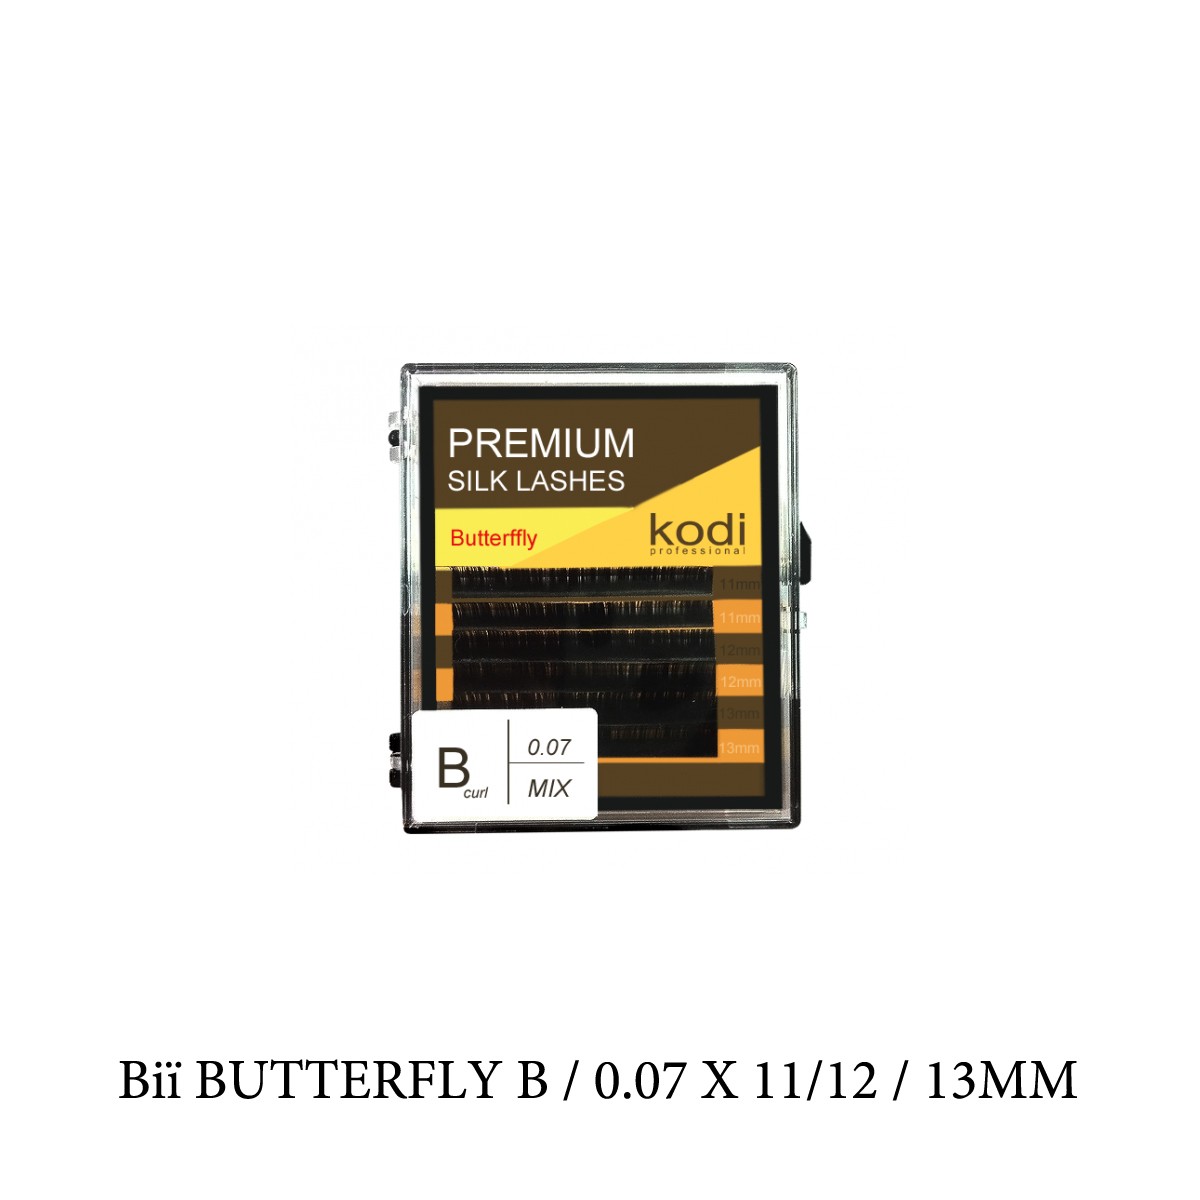 PREMIUM
SILK LASHES
Butterffly
kodi
professional
11mm
11mm
12mm
12mm
13mm
13mm
B curl
0.07
MIX
Вії BUTTERFLY B / 0.07 X 11/12 / 13MM